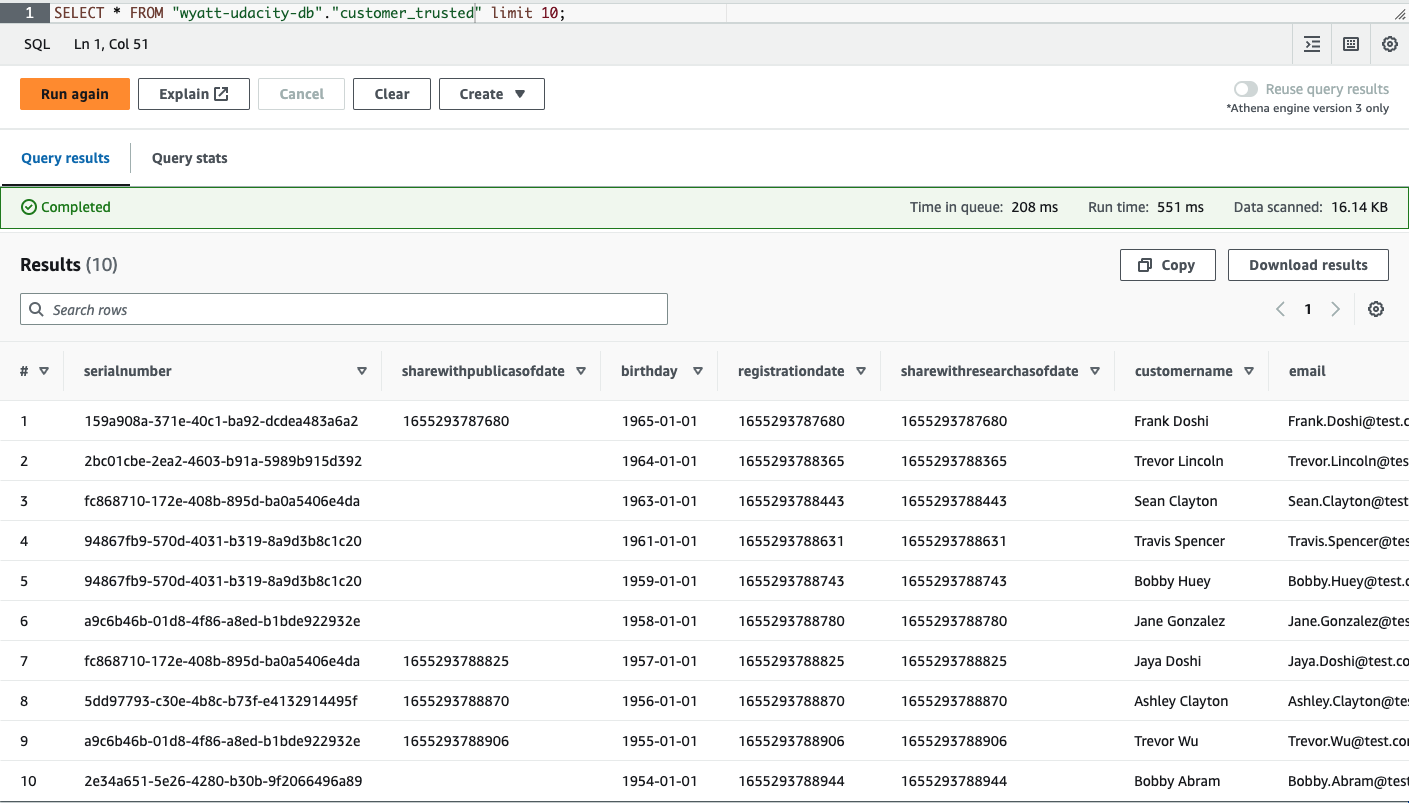 1 SELECT * FROM "wyatt-udacity-db"."customer_trusted" limit 10;
SQL Ln 1, Col 51
Run again Explain Cancel Clear Create Reuse query results
*Athena engine version 3 only
Query results Query stats
Completed Time in queue: 208 ms Run time: 551 ms Data scanned: 16.14 KB
Results (10) Copy Download results
Search rows 1
# serialnumber sharewithpublicasofdate birthday registrationdate sharewithresearchasofdate customername email
1 159a908a-371e-40c1-ba92-dcdea483a6a2 1655293787680 1965-01-01 1655293787680 1655293787680 Frank Doshi Frank.Doshi@test.c
2 2bc01cbe-2ea2-4603-b91a-5989b915d392 1964-01-01 1655293788365 1655293788365 Trevor Lincoln Trevor.Lincoln@tes
3 fc868710-172e-408b-895d-ba0a5406e4da 1963-01-01 1655293788443 1655293788443 Sean Clayton Sean.Clayton@test
4 94867fb9-570d-4031-b319-8a9d3b8c1c20 1961-01-01 1655293788631 1655293788631 Travis Spencer Travis.Spencer@tes
5 94867fb9-570d-4031-b319-8a9d3b8c1c20 1959-01-01 1655293788743 1655293788743 Bobby Huey Bobby.Huey@test.c
6 a9c6b46b-01d8-4f86-a8ed-b1bde922932e 1958-01-01 1655293788780 1655293788780 Jane Gonzalez Jane.Gonzalez@tes
7 fc868710-172e-408b-895d-ba0a5406e4da 1655293788825 1957-01-01 1655293788825 1655293788825 Jaya Doshi Jaya.Doshi@test.co
8 5dd97793-c30e-4b8c-b73f-e4132914495f 1655293788870 1956-01-01 1655293788870 1655293788870 Ashley Clayton Ashley.Clayton@te
9 a9c6b46b-01d8-4f86-a8ed-b1bde922932e 1655293788906 1955-01-01 1655293788906 1655293788906 Trevor Wu Trevor.Wu@test.co
10 2e34a651-5e26-4280-b30b-9f2066496a89 1954-01-01 1655293788944 1655293788944 Bobby Abram Bobby.Abram@test